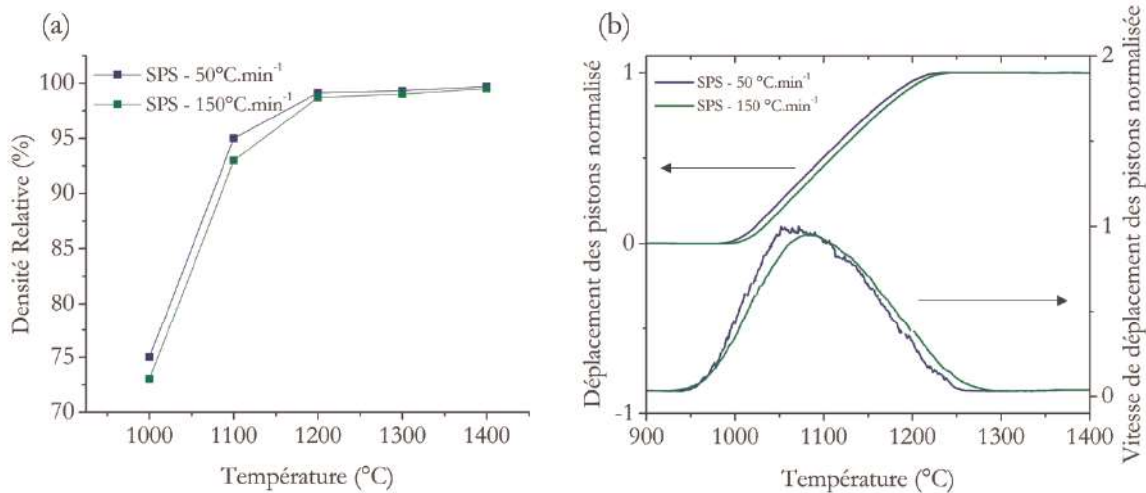 (a)
Densité Relative (%)
100
95
90
85
80
75
70
SPS - 50°C.min-1
SPS - 150°C.min-1
1000 1100 1200 1300 1400
Température (°C)
(b)
Déplacement des pistons normalisé
1
0
-1
SPS - 50°C.min-1
SPS - 150 °C.min-1
2
1
0
Vitesse de déplacement des pistons normalisée
900 1000 1100 1200 1300 1400
Température (°C)